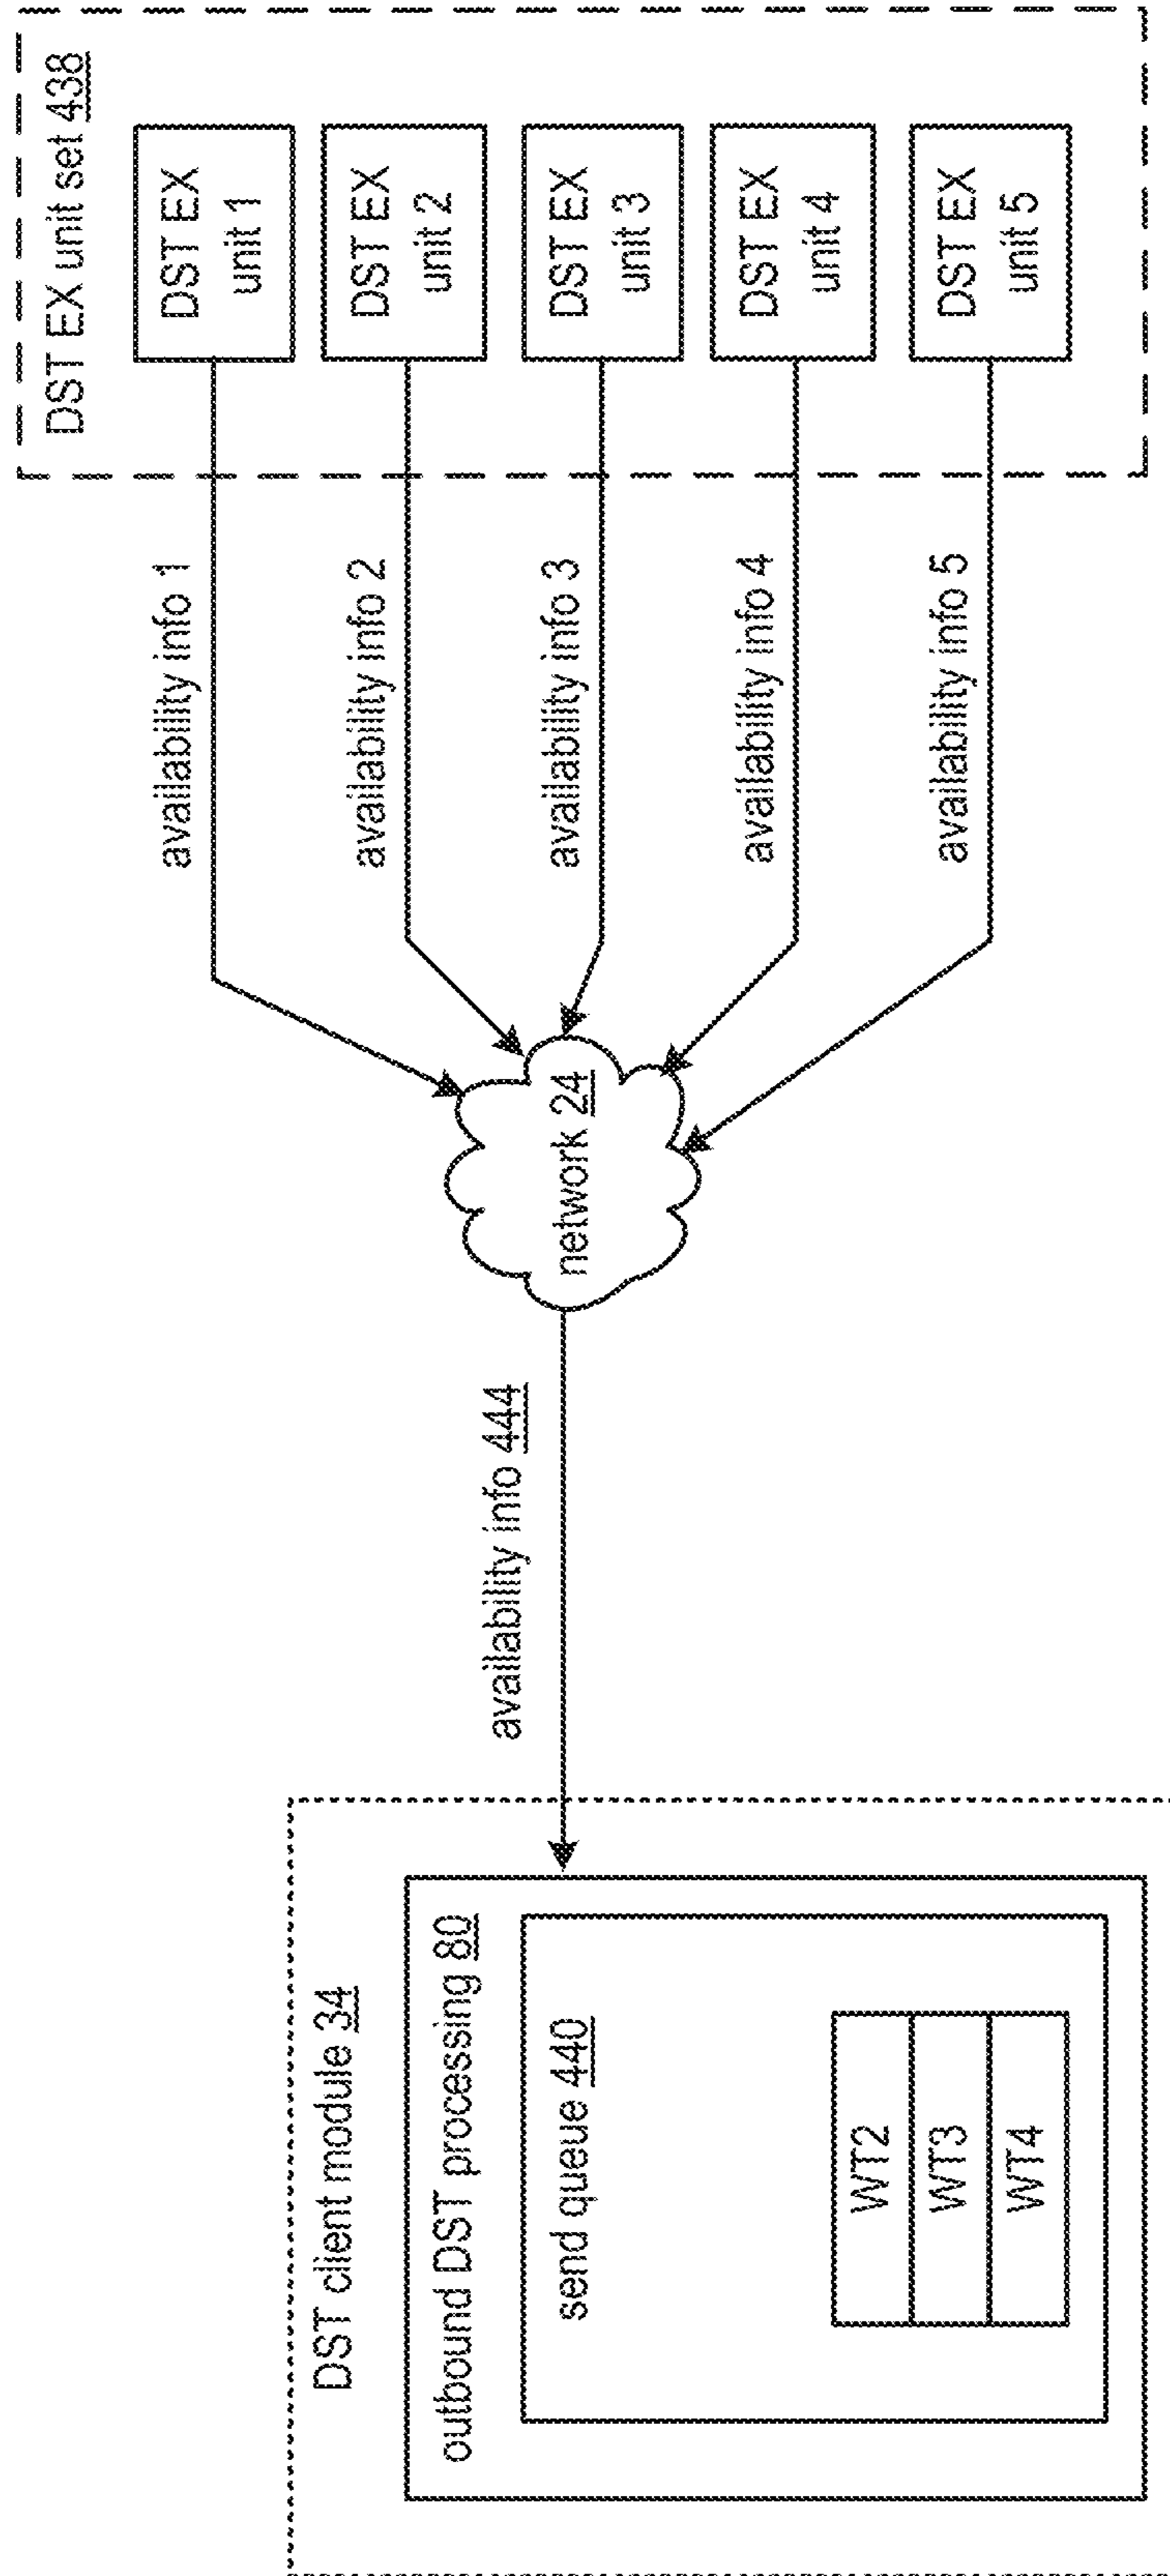 DST client module 34
outbound DST processing 80
send queue 440
WT2
WT3
WT4
availability info 444
network 24
availability info 1
availability info 2
availability info 3
availability info 4
availability info 5
DST EX unit set 438
DST EX
unit 1
DST EX
unit 2
DST EX
unit 3
DST EX
unit 4
DST EX
unit 5